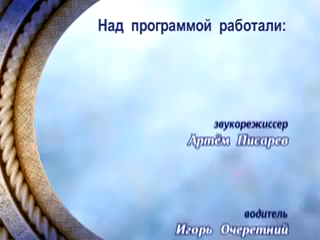 Над программой работали:
звукорежиссер
Артём Писарев
водитель
Игорь Очеретний